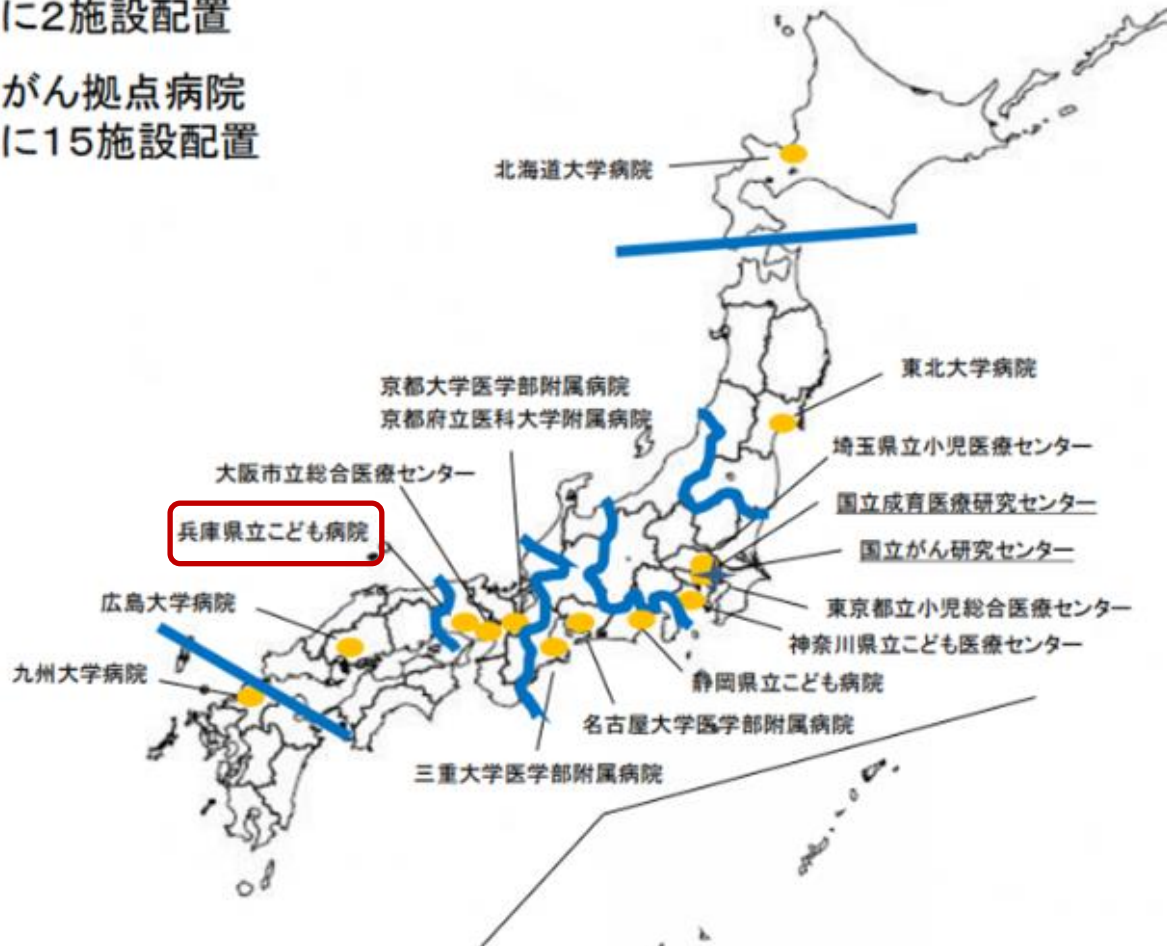 に2施設配置
がん拠点病院
に15施設配置
北海道大学病院
東北大学病院
京都大学医学部附属病院
京都府立医科大学附属病院
埼玉県立小児医療センター
大阪市立総合医療センター
国立成育医療研究センター
兵庫県立こども病院
国立がん研究センター
広島大学病院
東京都立小児総合医療センター
神奈川県立こども医療センター
九州大学病院
静岡県立こども病院
名古屋大学医学部附属病院
三重大学医学部附属病院